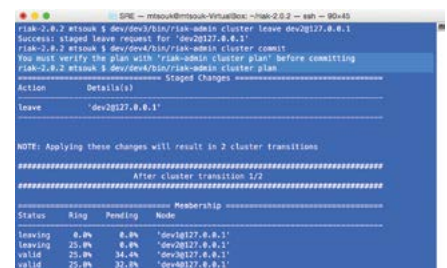 SRE — mtsouk@mtsouk-VirtualBox: ~/riak-2.0.2 — ssh — 90×45
riak-2.0.2 mtsouk $ dev/dev3/bin/riak-admin cluster leave dev2@127.0.0.1
Success: staged leave request for 'dev2@127.0.0.1'
riak-2.0.2 mtsouk $ dev/dev4/bin/riak-admin cluster commit
You must verify the plan with 'riak-admin cluster plan' before committing
riak-2.0.2 mtsouk $ dev/dev4/bin/riak-admin cluster plan
=============================== Staged Changes ================================
Action Details(s)
-------------------------------------------------------------------------------
leave 'dev2@127.0.0.1'
-------------------------------------------------------------------------------
NOTE: Applying these changes will result in 2 cluster transitions
###############################################################################
After cluster transition 1/2
###############################################################################
================================= Membership ==================================
Status Ring Pending Node
-------------------------------------------------------------------------------
leaving 0.0% 0.0% 'dev1@127.0.0.1'
leaving 25.0% 0.0% 'dev2@127.0.0.1'
valid 25.0% 34.4% 'dev3@127.0.0.1'
valid 25.0% 32.8% 'dev4@127.0.0.1'